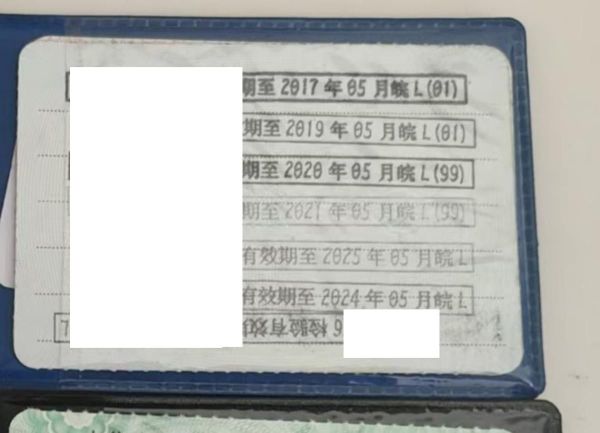 期至 2017 年 05 月皖 L(01)
期至 2019 年 05 月皖 L(01)
期至 2020 年 05 月皖 L(99)
期至 2021 年 05 月皖 L(99)
有效期至 2025 年 05 月皖 L
有效期至 2024 年 05 月皖 L
检验有效